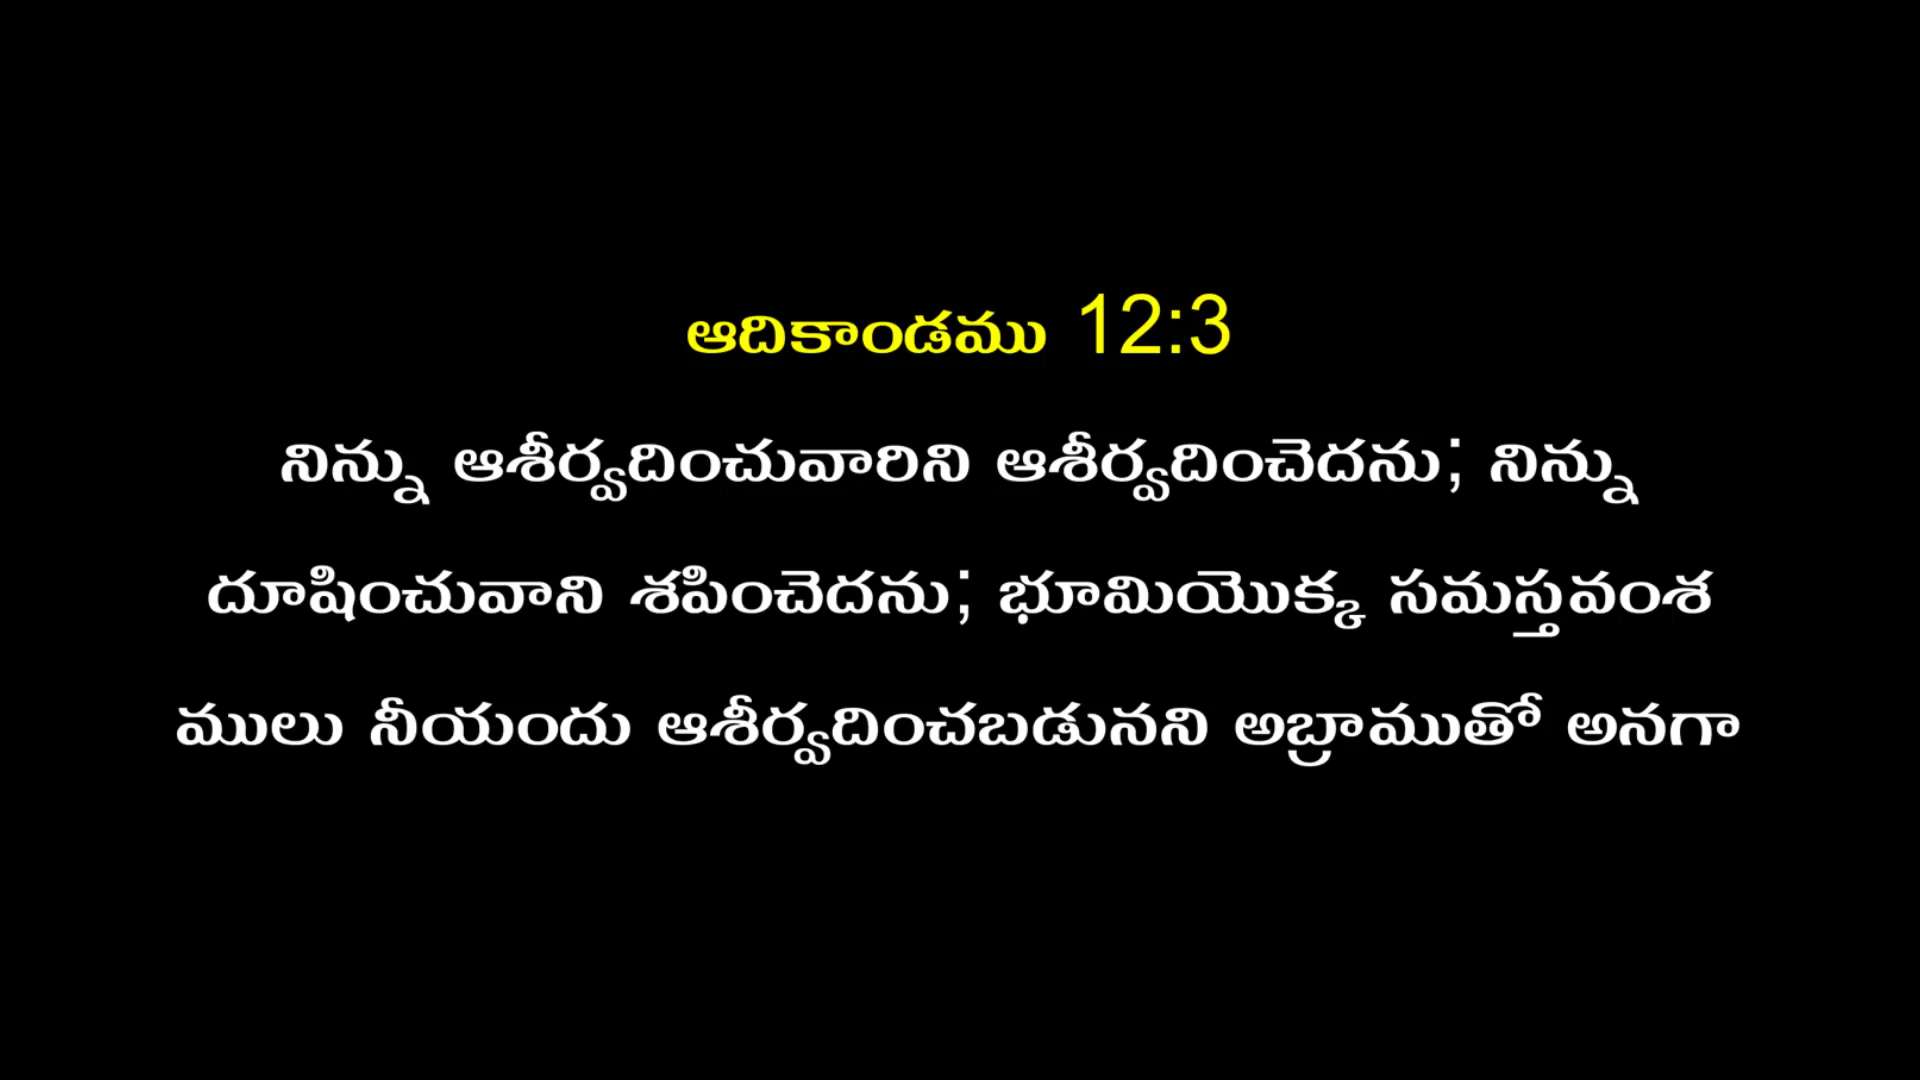 ఆదికాండము 12:3
నిన్ను ఆశీర్వదించువారిని ఆశీర్వదించెదను; నిన్ను
దూషించువాని శపించెదను; భూమియొక్క సమస్తవంశ
ములు నీయందు ఆశీర్వదించబడునని అబ్రాముతో అనగా